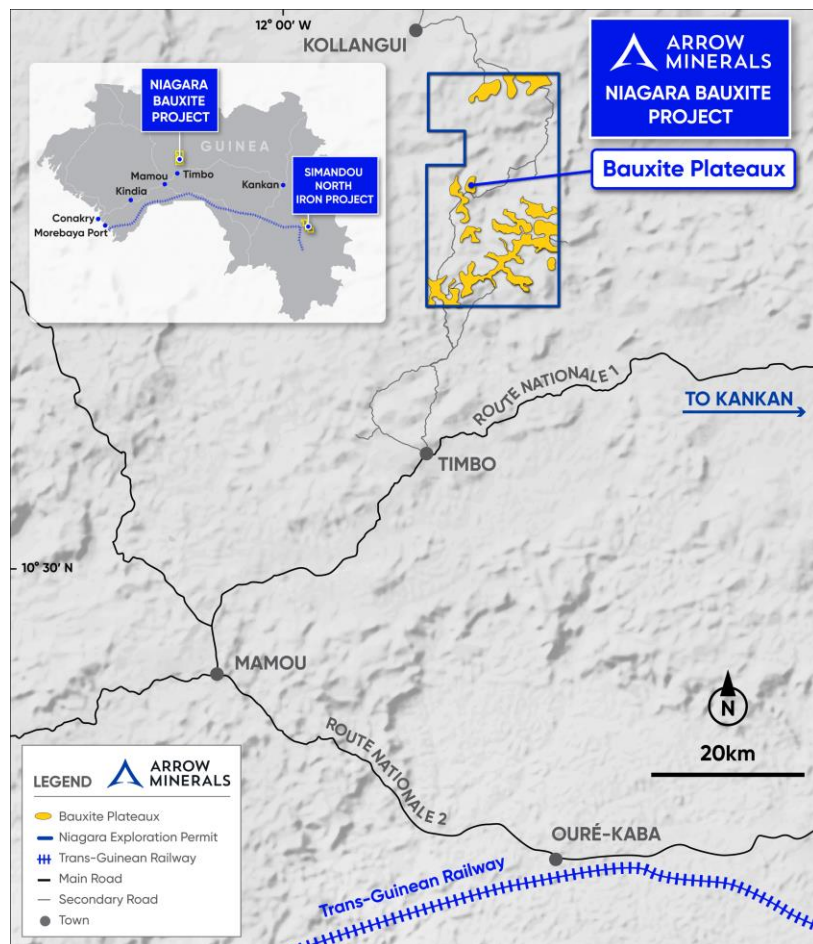 12° 00' W
KOLLANGUI
ARROW
MINERALS
NIAGARA BAUXITE
PROJECT
Bauxite Plateaux
NIAGARA
BAUXITE
PROJECT
GUINEA
Mamou
Timbo
Kindia
Kankan
SIMANDOU
NORTH
IRON PROJECT
Conakry
Morebaya Port
ROUTE NATIONALE 1
TO KANKAN
TIMBO
10° 30' N
MAMOU
N
20km
ROUTE NATIONALE 2
OURÉ-KABA
Trans-Guinean Railway
LEGEND
ARROW
MINERALS
Bauxite Plateaux
Niagara Exploration Permit
Trans-Guinean Railway
Main Road
Secondary Road
Town